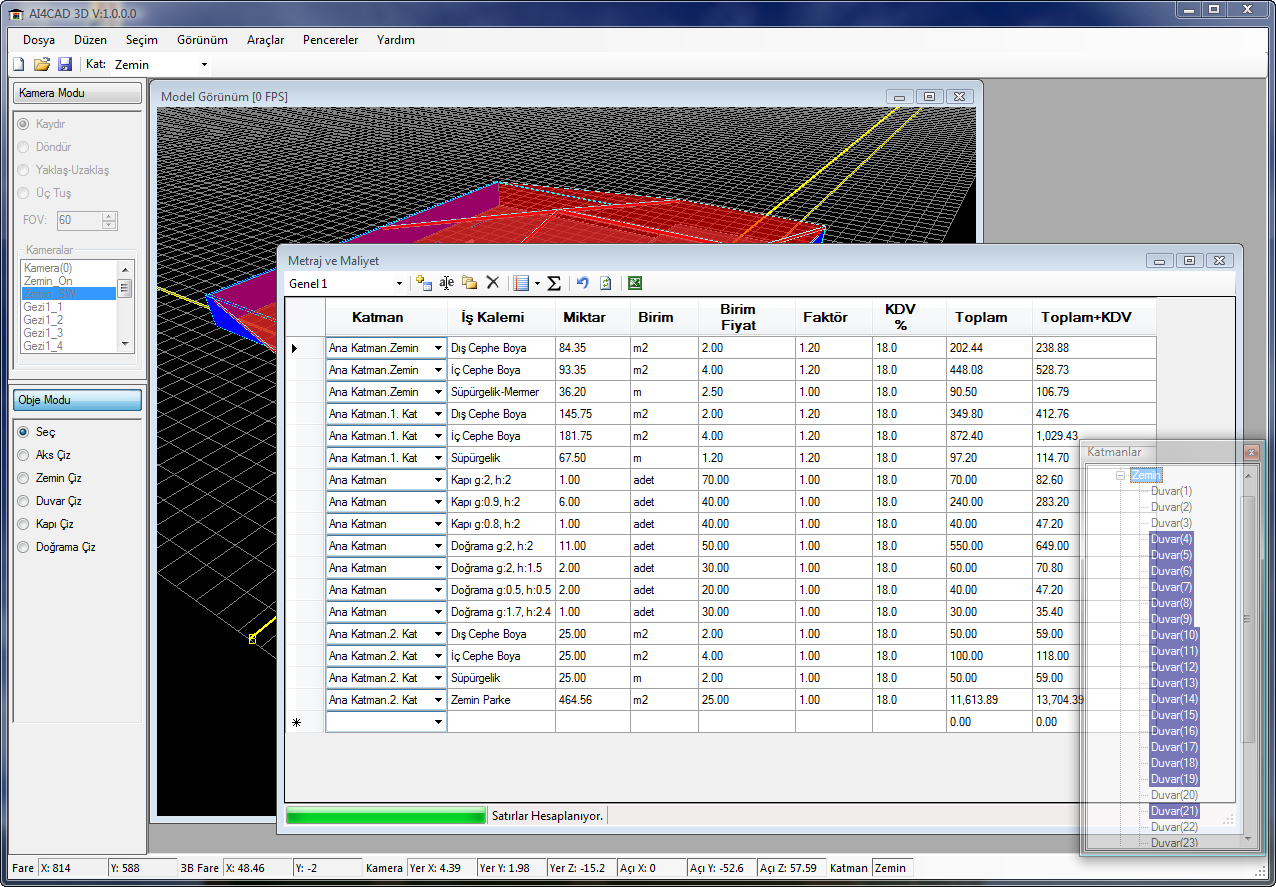 AI4CAD 3D V:1.0.0.0
Dosya Düzen Seçim Görünüm Araçlar Pencereler Yardım
Kat: Zemin
Kamera Modu
Kaydır
Döndür
Yaklaş-Uzaklaş
Üç Tuş
FOV: 60
Kameralar
Kamera(0)
Zemin_On
Gezi1_1
Gezi1_2
Gezi1_3
Gezi1_4
Obje Modu
Seç
Aks Çiz
Zemin Çiz
Duvar Çiz
Kapı Çiz
Doğrama Çiz
Model Görünüm [0 FPS]
Metraj ve Maliyet
Genel 1
Katman İş Kalemi Miktar Birim Birim Fiyat Faktör KDV % Toplam Toplam+KDV
Ana Katman.Zemin Dış Cephe Boya 84.35 m2 2.00 1.20 18.0 202.44 238.88
Ana Katman.Zemin İç Cephe Boya 93.35 m2 4.00 1.20 18.0 448.08 528.73
Ana Katman.Zemin Süpürgelik-Mermer 36.20 m 2.50 1.00 18.0 90.50 106.79
Ana Katman.1. Kat Dış Cephe Boya 145.75 m2 2.00 1.20 18.0 349.80 412.76
Ana Katman.1. Kat İç Cephe Boya 181.75 m2 4.00 1.20 18.0 872.40 1,029.43
Ana Katman.1. Kat Süpürgelik 67.50 m 1.20 1.20 18.0 97.20 114.70
Ana Katman Kapı g:2, h:2 1.00 adet 70.00 1.00 18.0 70.00 82.60
Ana Katman Kapı g:0.9, h:2 6.00 adet 40.00 1.00 18.0 240.00 283.20
Ana Katman Kapı g:0.8, h:2 1.00 adet 40.00 1.00 18.0 40.00 47.20
Ana Katman Doğrama g:2, h:2 11.00 adet 50.00 1.00 18.0 550.00 649.00
Ana Katman Doğrama g:2, h:1.5 2.00 adet 30.00 1.00 18.0 60.00 70.80
Ana Katman Doğrama g:0.5, h:0.5 2.00 adet 20.00 1.00 18.0 40.00 47.20
Ana Katman Doğrama g:1.7, h:2.4 1.00 adet 30.00 1.00 18.0 30.00 35.40
Ana Katman.2. Kat Dış Cephe Boya 25.00 m2 2.00 1.00 18.0 50.00 59.00
Ana Katman.2. Kat İç Cephe Boya 25.00 m2 4.00 1.00 18.0 100.00 118.00
Ana Katman.2. Kat Süpürgelik 25.00 m 2.00 1.00 18.0 50.00 59.00
Ana Katman.2. Kat Zemin Parke 464.56 m2 25.00 1.00 18.0 11,613.89 13,704.39
0.00 0.00
Satırlar Hesaplanıyor.
Katmanlar
Zemin
Duvar(1)
Duvar(2)
Duvar(3)
Duvar(4)
Duvar(5)
Duvar(6)
Duvar(7)
Duvar(8)
Duvar(9)
Duvar(10)
Duvar(11)
Duvar(12)
Duvar(13)
Duvar(14)
Duvar(15)
Duvar(16)
Duvar(17)
Duvar(18)
Duvar(19)
Duvar(20)
Duvar(21)
Duvar(22)
Duvar(23)
Fare X: 814 Y: 588 3B Fare X: 48.46 Y: -2 Kamera Yer X: 4.39 Yer Y: 1.98 Yer Z: -15.2 Açı X: 0 Açı Y: -52.6 Açı Z: 57.59 Katman Zemin